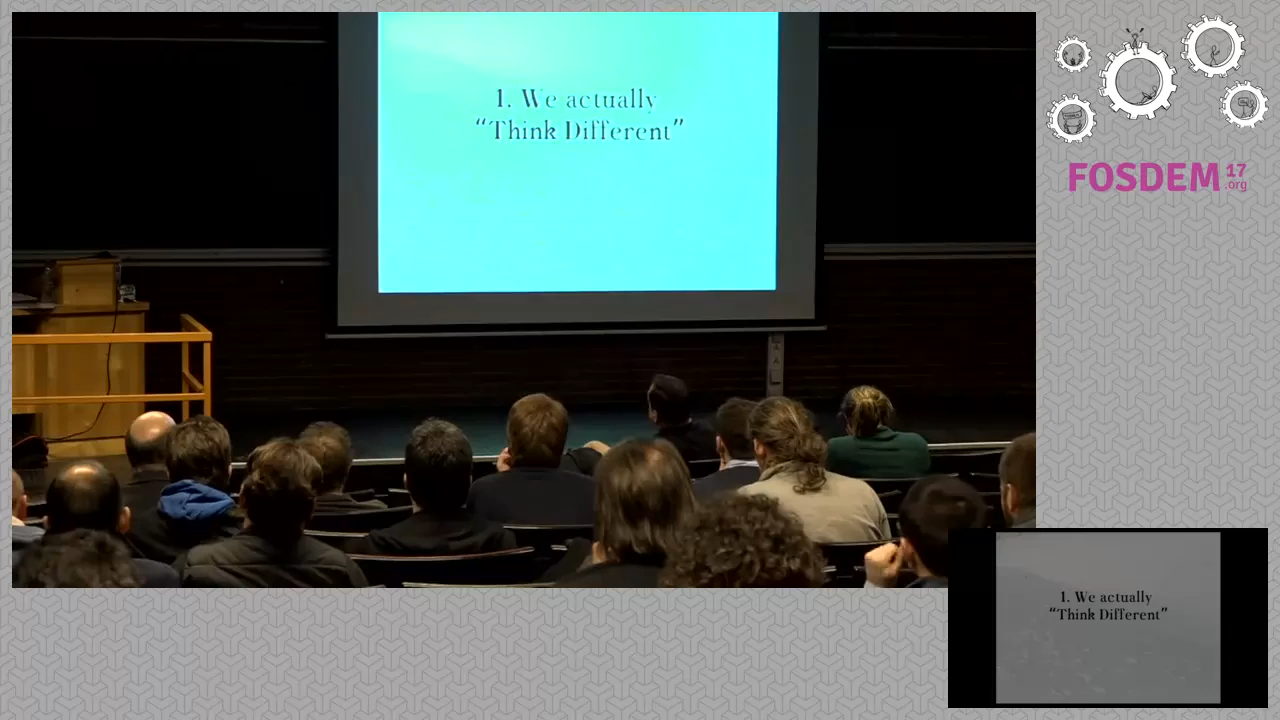 1. We actually
“Think Different”
FOSDEM 17
.org
1. We actually
“Think Different”